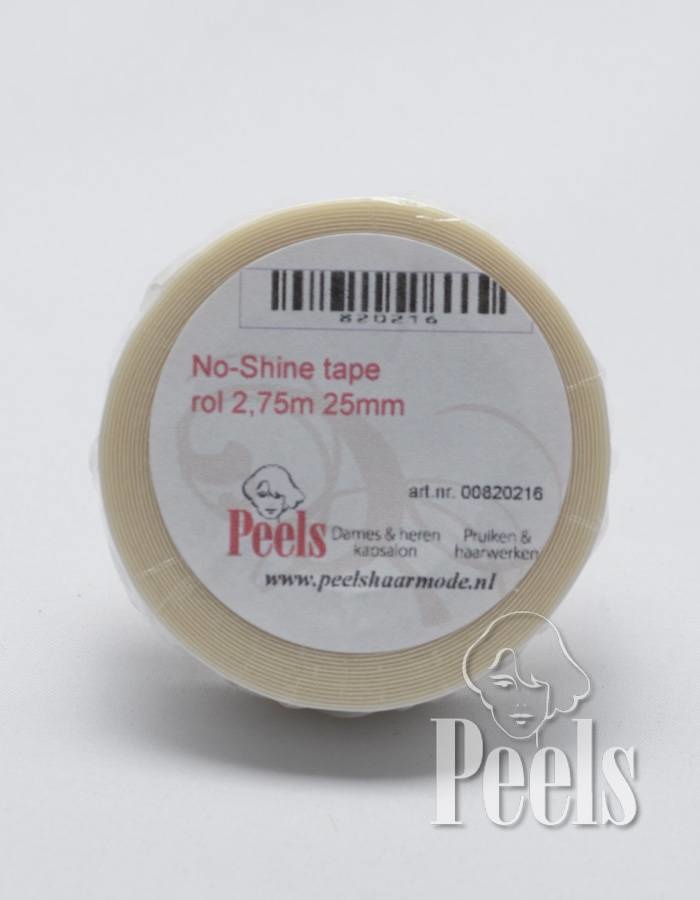 820216
No-Shine tape
rol 2,75m 25mm
art.nr. 00820216
Peels
Dames & heren
kapsalon
Pruiken &
haarwerken
www.peelshaarmode.nl
Peels